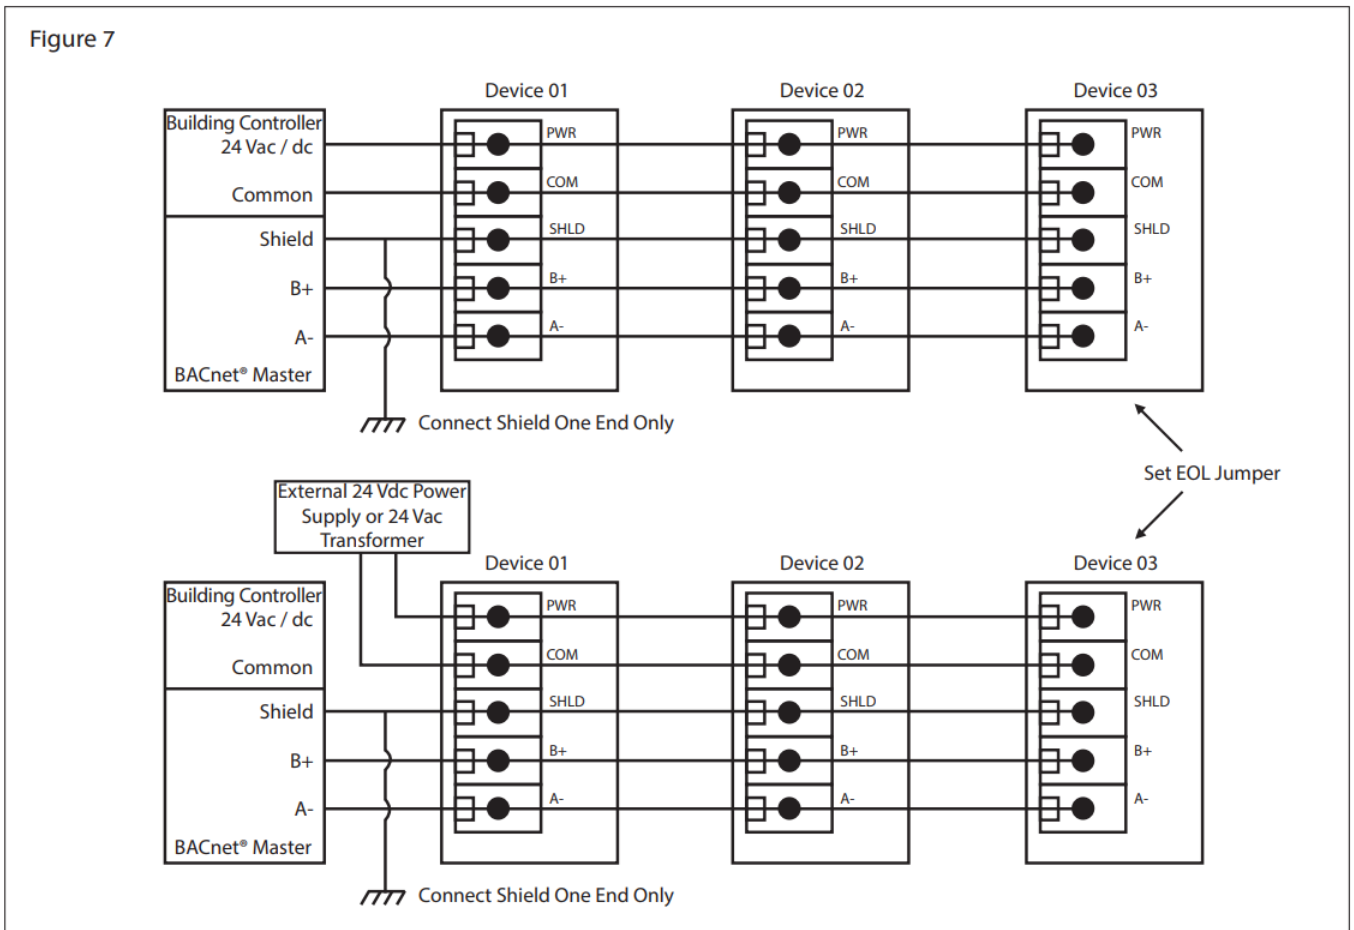 Figure 7
Device 01
Device 02
Device 03
Building Controller
24 Vac / dc
Common
Shield
B+
A-
BACnet® Master
PWR
COM
SHLD
B+
A-
PWR
COM
SHLD
B+
A-
PWR
COM
SHLD
B+
A-
Connect Shield One End Only
Set EOL Jumper
External 24 Vdc Power
Supply or 24 Vac
Transformer
Device 01
Device 02
Device 03
Building Controller
24 Vac / dc
Common
Shield
B+
A-
BACnet® Master
PWR
COM
SHLD
B+
A-
PWR
COM
SHLD
B+
A-
PWR
COM
SHLD
B+
A-
Connect Shield One End Only